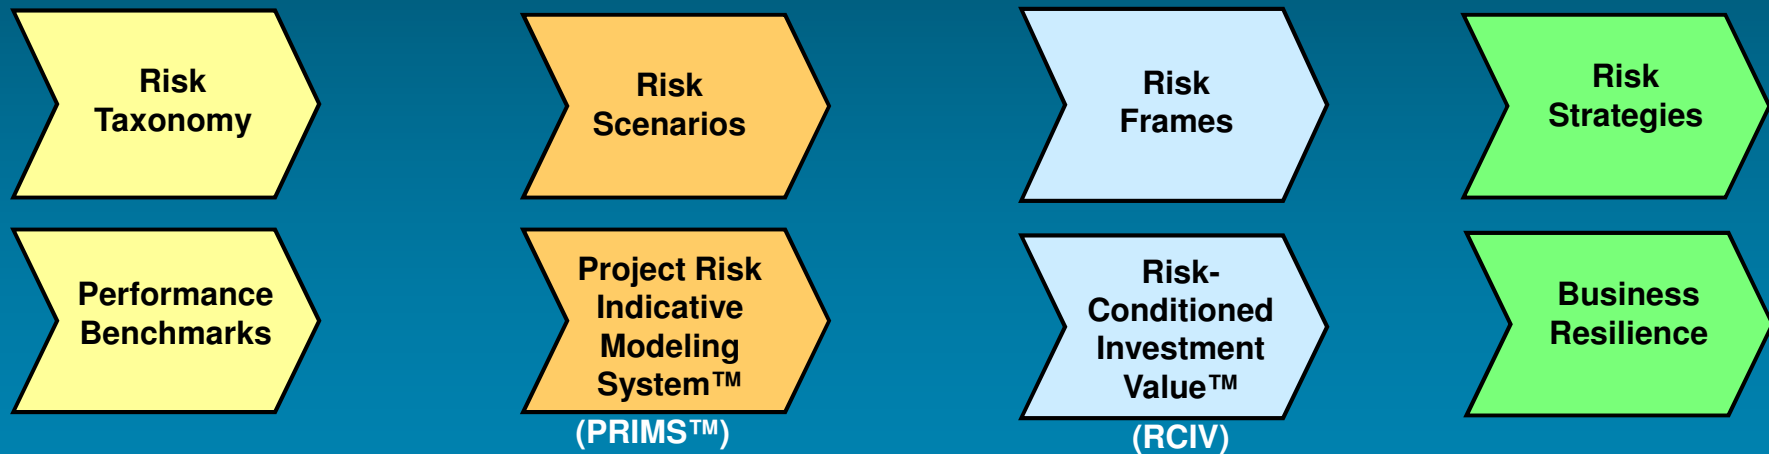 Risk
Taxonomy
Risk
Scenarios
Risk
Frames
Risk
Strategies
Performance
Benchmarks
Project Risk
Indicative
Modeling
System™
(PRIMS™)
Risk-
Conditioned
Investment
Value™
(RCIV)
Business
Resilience